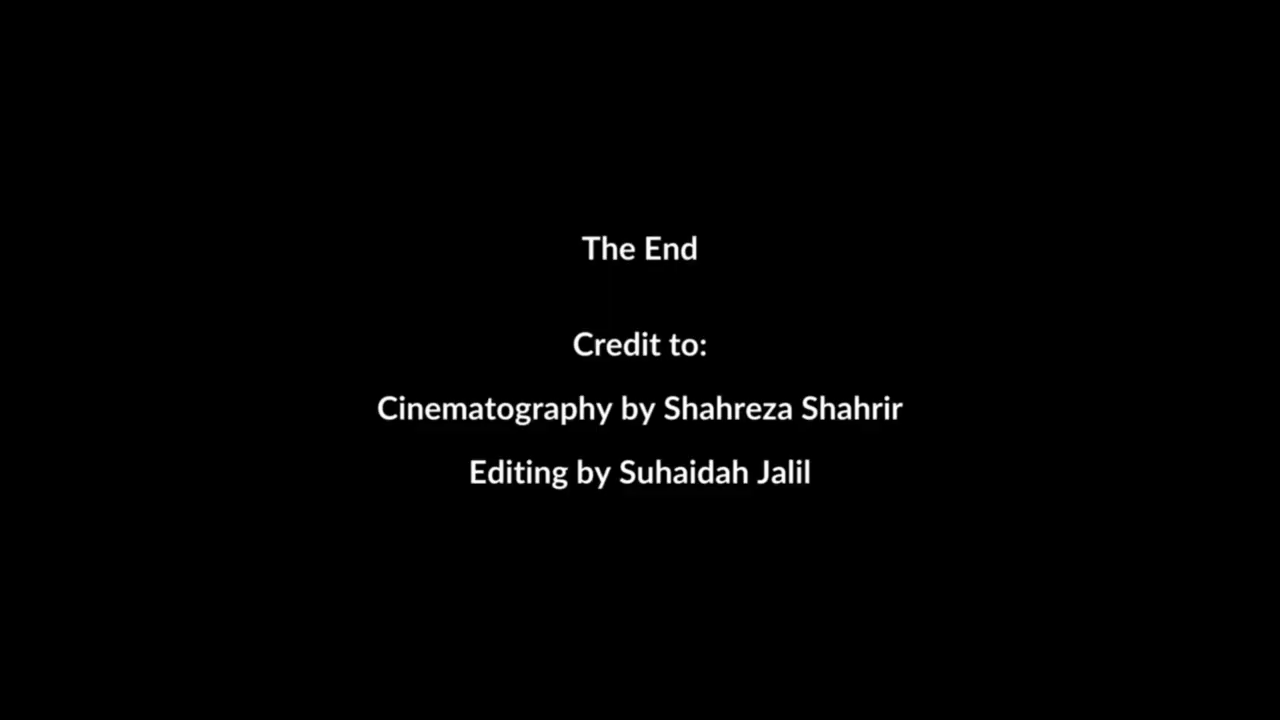 The End
Credit to:
Cinematography by Shahreza Shahrir
Editing by Suhaidah Jalil